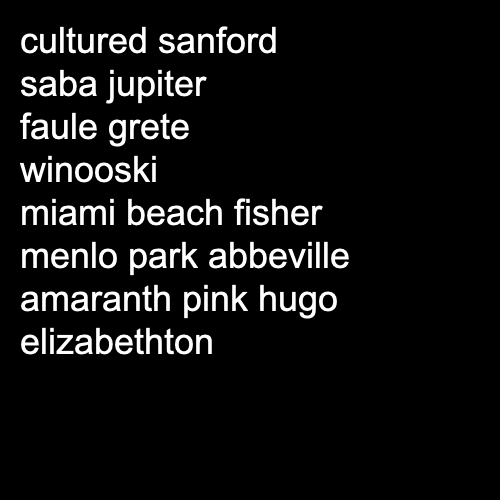 cultured sanford
saba jupiter
faule grete
winooski
miami beach fisher
menlo park abbeville
amaranth pink hugo
elizabethton